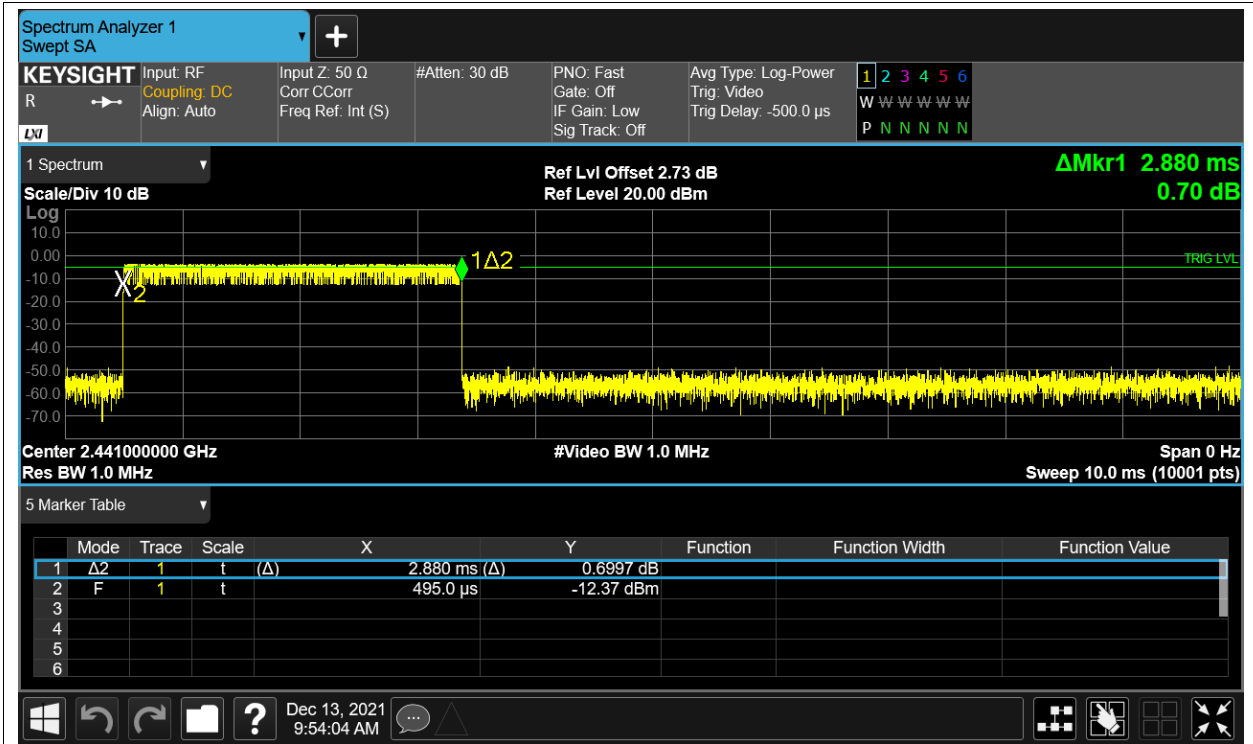 Spectrum Analyzer 1
Swept SA
KEYSIGHT
R
LXI
Input: RF
Coupling: DC
Align: Auto
Input Z: 50 Ω
Corr CCorr
Freq Ref: Int (S)
#Atten: 30 dB
PNO: Fast
Gate: Off
IF Gain: Low
Sig Track: Off
Avg Type: Log-Power
Trig: Video
Trig Delay: -500.0 µs
1 2 3 4 5 6
W W W W W W
P N N N N N
1 Spectrum
Scale/Div 10 dB
Ref Lvl Offset 2.73 dB
Ref Level 20.00 dBm
ΔMkr1 2.880 ms
0.70 dB
Log
10.0
0.00
-10.0
-20.0
-30.0
-40.0
-50.0
-60.0
-70.0
1Δ2
2
TRIG LVL
Center 2.441000000 GHz
Res BW 1.0 MHz
#Video BW 1.0 MHz
Span 0 Hz
Sweep 10.0 ms (10001 pts)
5 Marker Table
Mode Trace Scale X Y Function Function Width Function Value
1 Δ2 1 t (Δ) 2.880 ms (Δ) 0.6997 dB
2 F 1 t 495.0 µs -12.37 dBm
3
4
5
6
?
Dec 13, 2021
9:54:04 AM